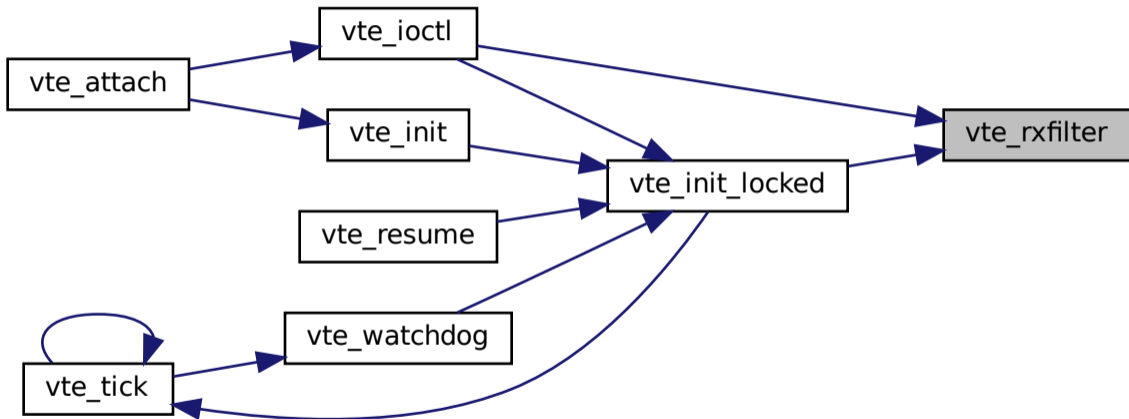 vte_ioctl
vte_attach
vte_init
vte_rxfilter
vte_init_locked
vte_resume
vte_watchdog
vte_tick